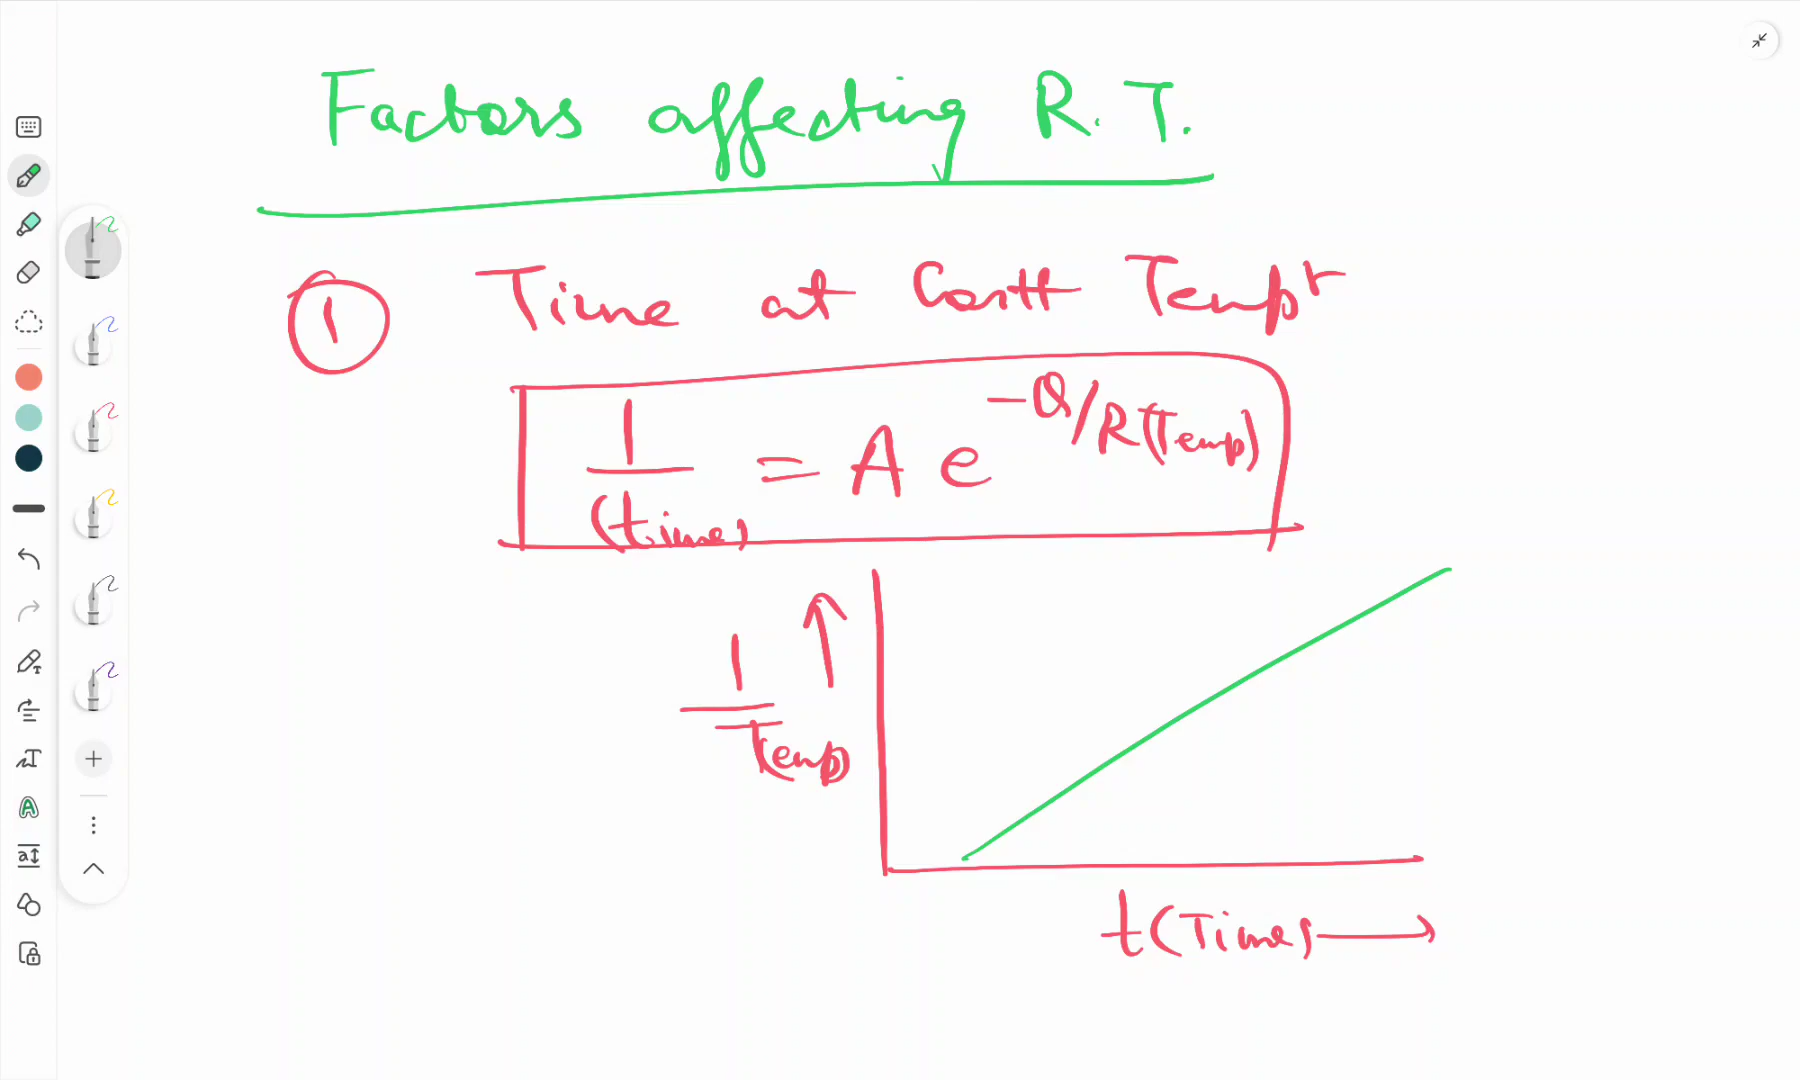 Factors affecting R.T.
1 Time at Constt Tempr
1/(time) = A e^-Q/R(Temp)
1/Temp
t(Time)